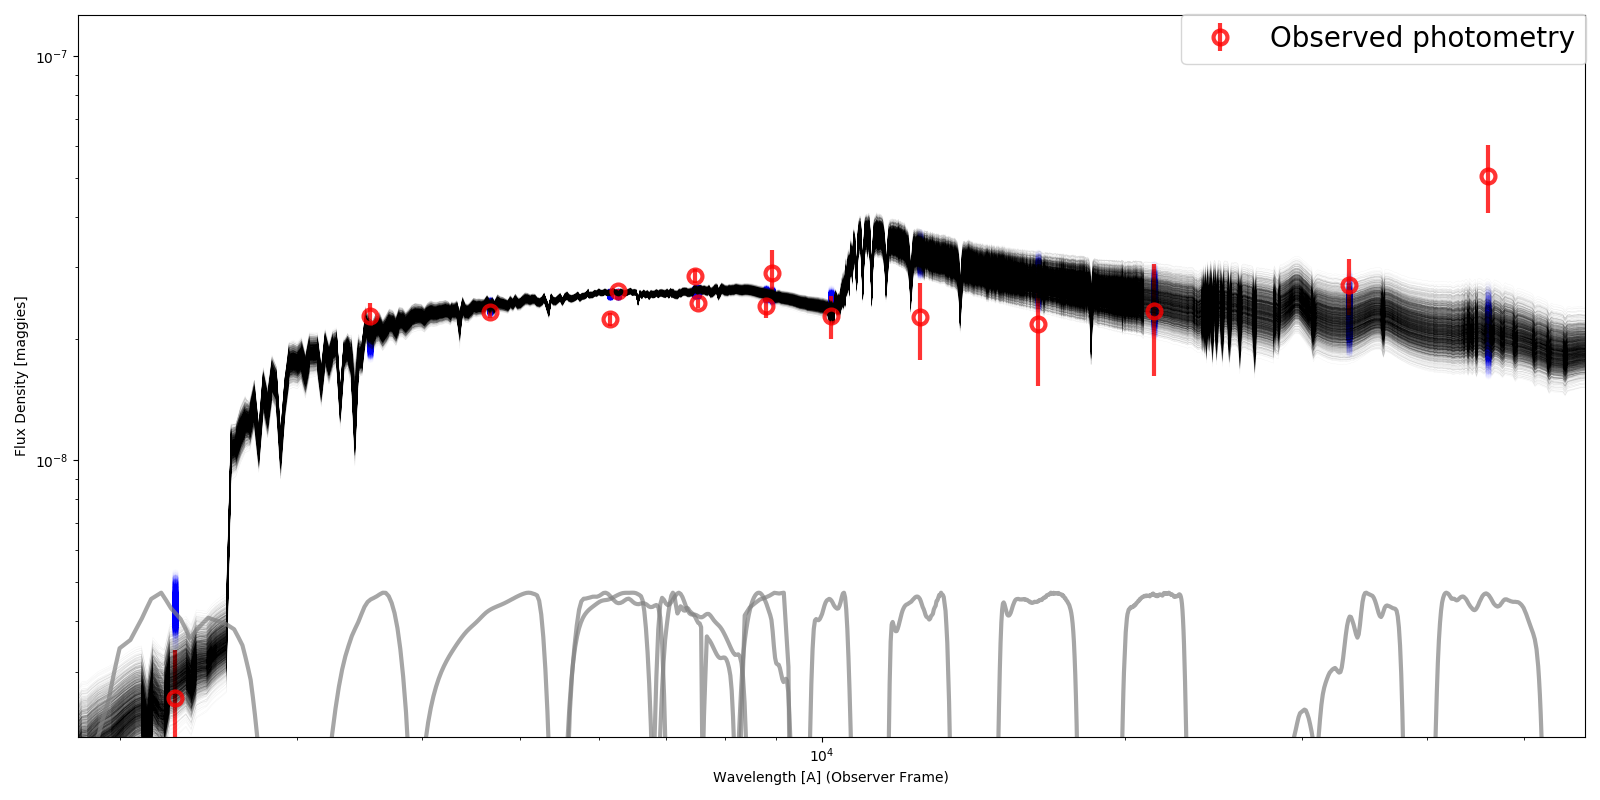 Observed photometry
10⁻⁷
10⁻⁸
Flux Density [maggies]
10⁴
Wavelength [A] (Observer Frame)